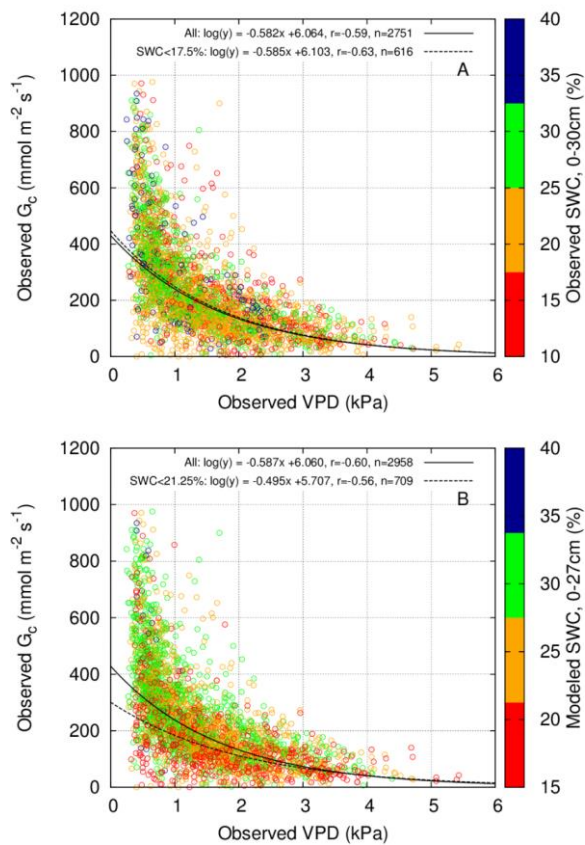 All: log(y) = -0.582x +6.064, r=-0.59, n=2751
SWC<17.5%: log(y) = -0.585x +6.103, r=-0.63, n=616
A
1200
1000
800
600
400
200
0
Observed Gc (mmol m-2 s-1)
0 1 2 3 4 5 6
Observed VPD (kPa)
40
35
30
25
20
15
10
Observed SWC, 0-30cm (%)
All: log(y) = -0.587x +6.060, r=-0.60, n=2958
SWC<21.25%: log(y) = -0.495x +5.707, r=-0.56, n=709
B
1200
1000
800
600
400
200
0
Observed Gc (mmol m-2 s-1)
0 1 2 3 4 5 6
Observed VPD (kPa)
40
35
30
25
20
15
Modeled SWC, 0-27cm (%)